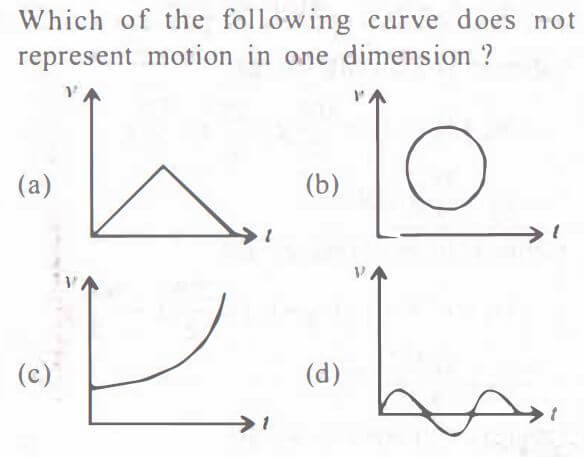 Which of the following curve does not
represent motion in one dimension ?
v
t
(a)
v
t
(b)
v
t
(c)
v
t
(d)